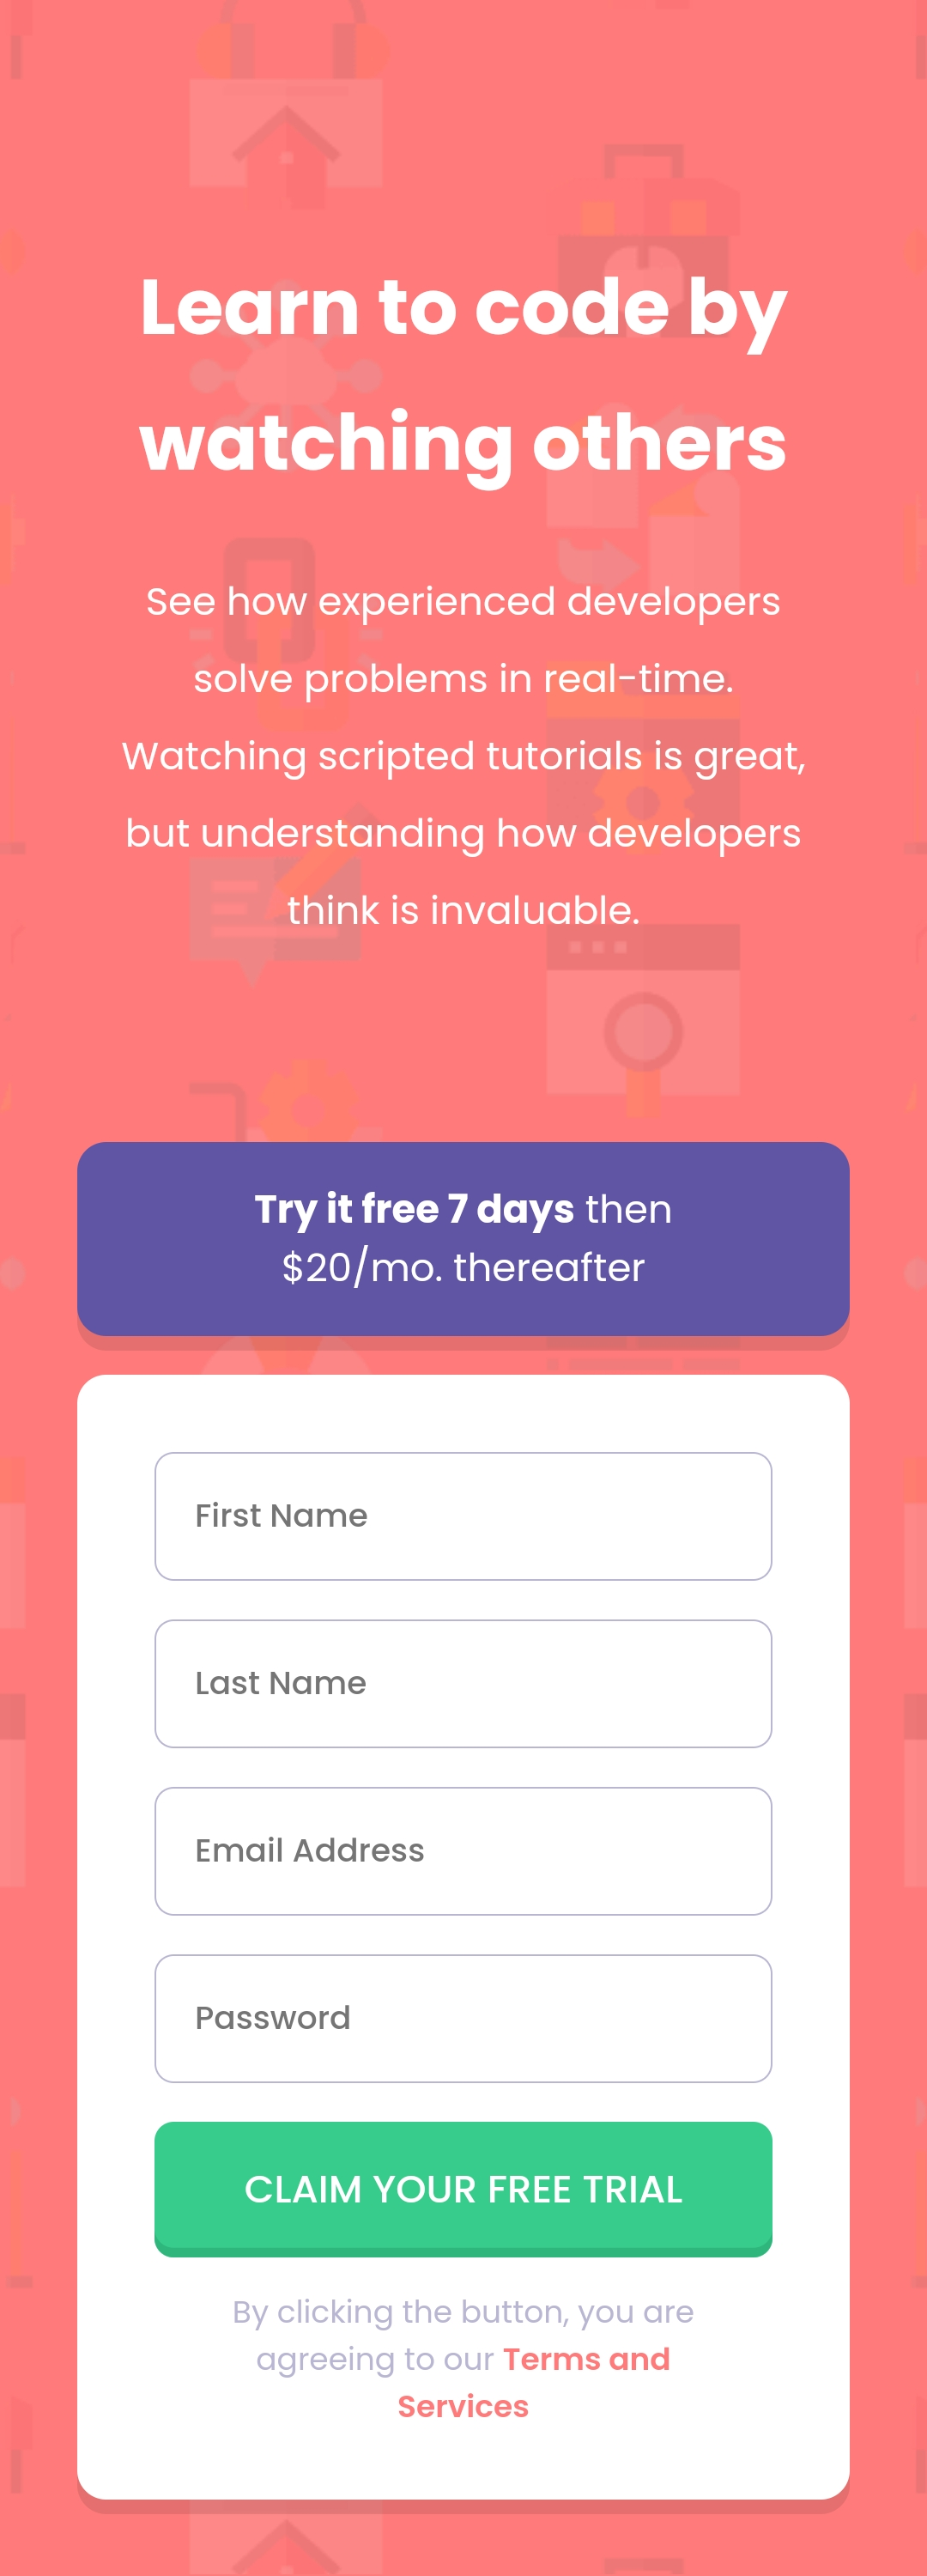 Learn to code by
watching others
See how experienced developers
solve problems in real-time.
Watching scripted tutorials is great,
but understanding how developers
think is invaluable.
Try it free 7 days then
$20/mo. thereafter
First Name
Last Name
Email Address
Password
CLAIM YOUR FREE TRIAL
By clicking the button, you are
agreeing to our Terms and
Services